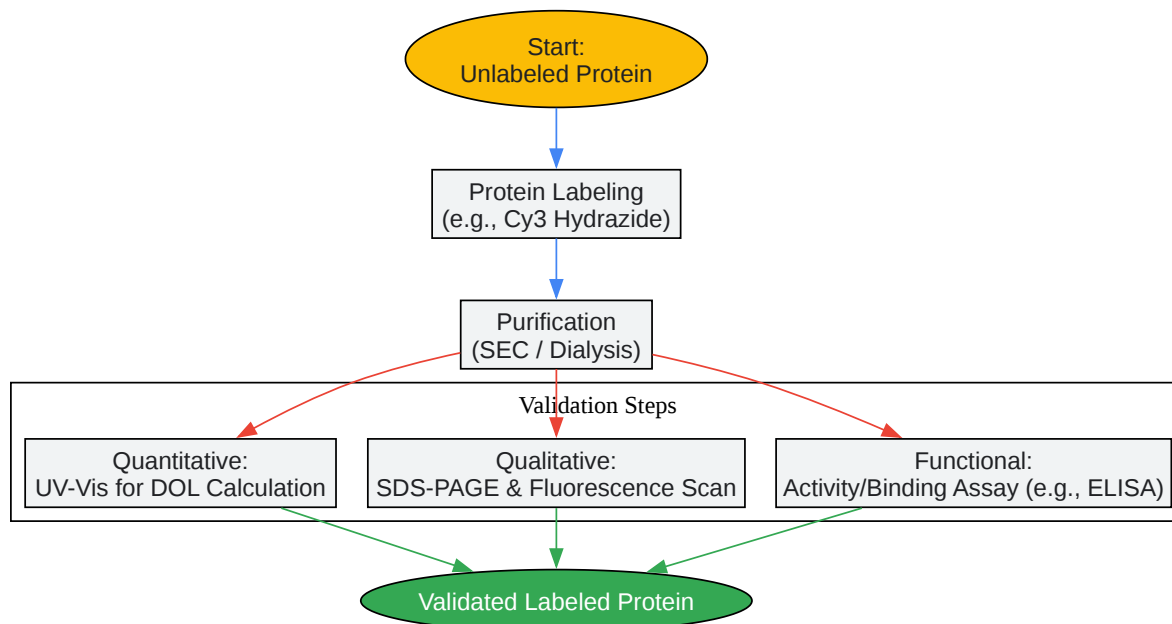 Start:
Unlabeled Protein
Protein Labeling
(e.g., Cy3 Hydrazide)
Purification
(SEC / Dialysis)
Validation Steps
Quantitative:
UV-Vis for DOL Calculation
Qualitative:
SDS-PAGE & Fluorescence Scan
Functional:
Activity/Binding Assay (e.g., ELISA)
Validated Labeled Protein